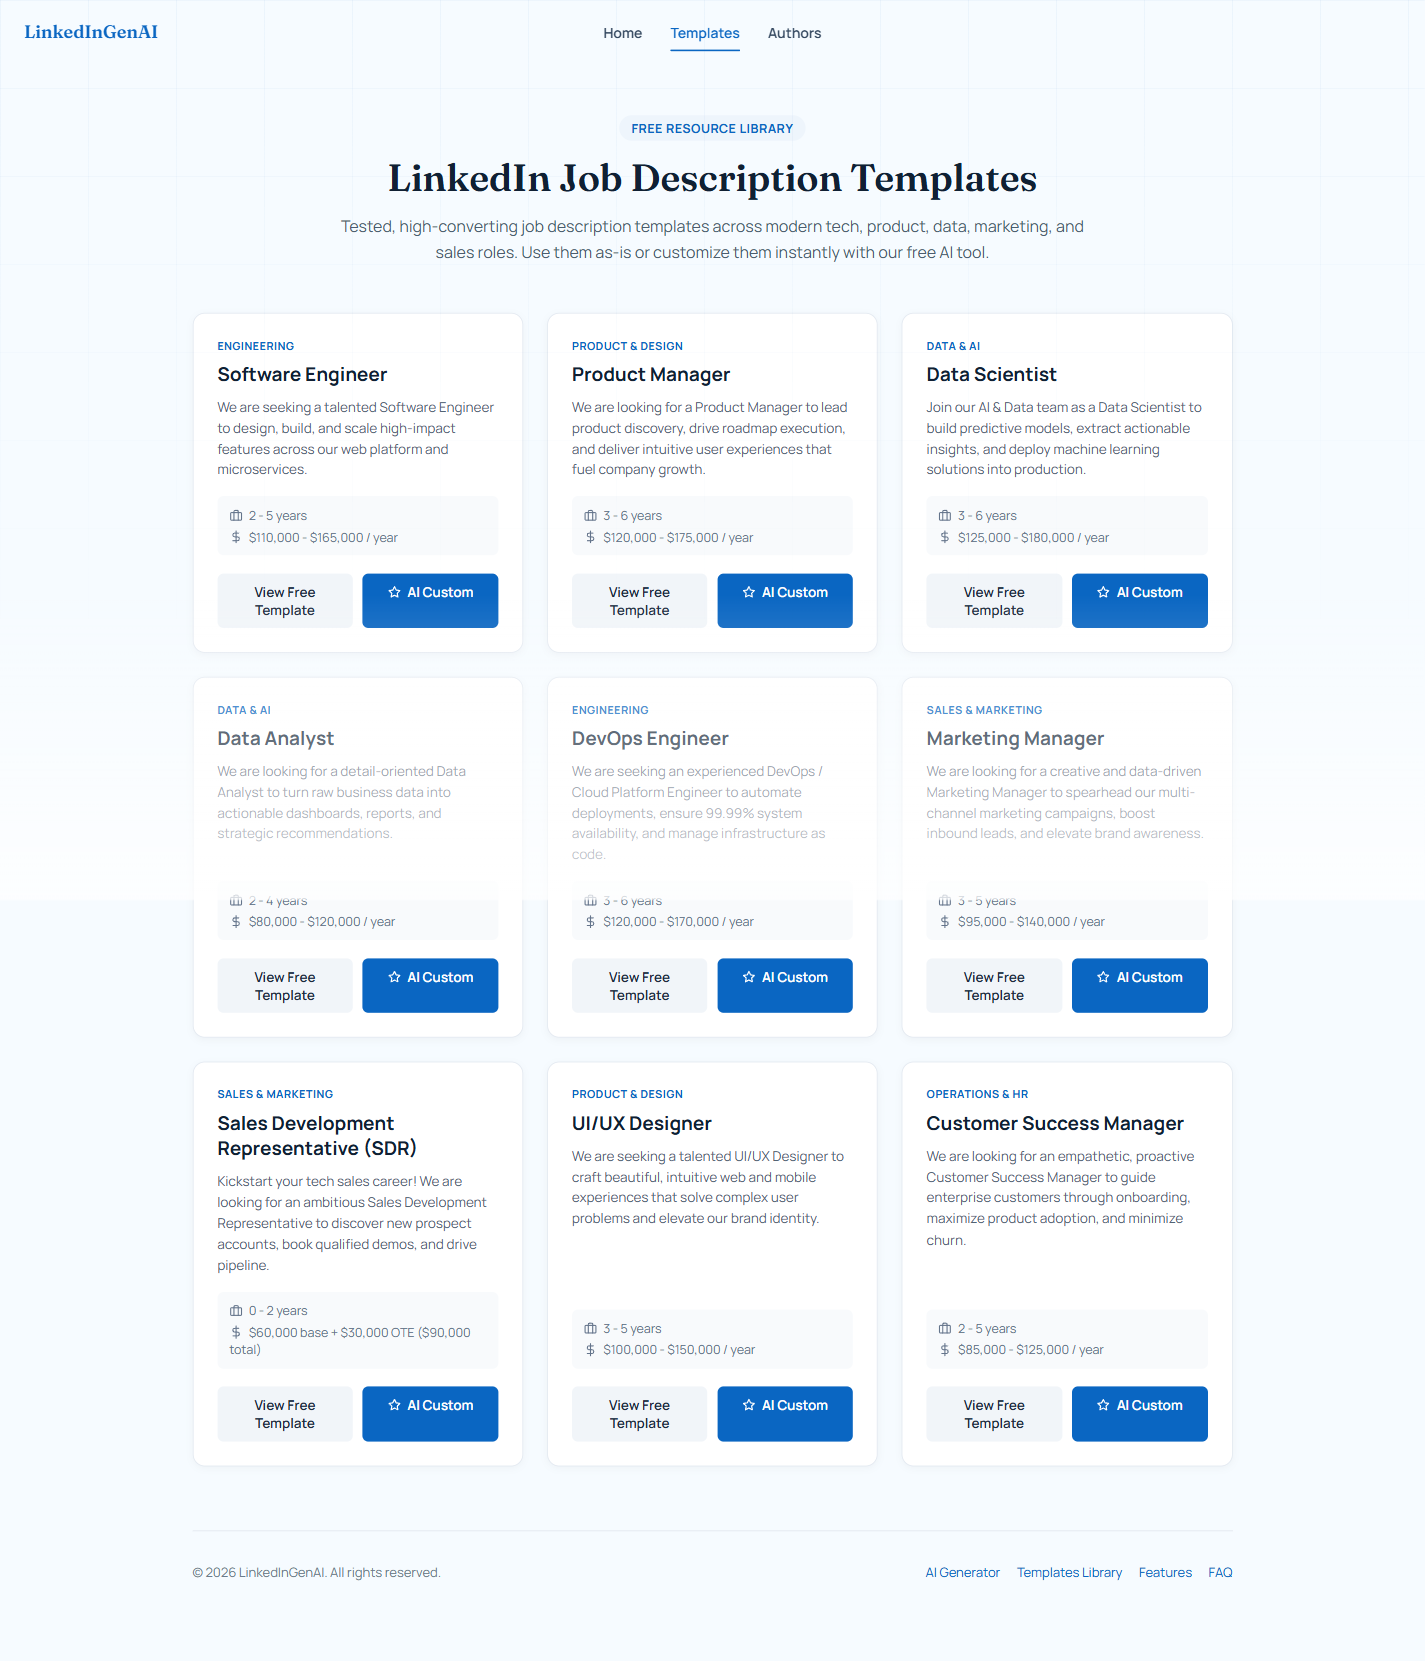 LinkedInGenAI
Home
Templates
Authors
FREE RESOURCE LIBRARY
LinkedIn Job Description Templates
Tested, high-converting job description templates across modern tech, product, data, marketing, and
sales roles. Use them as-is or customize them instantly with our free AI tool.
ENGINEERING
Software Engineer
We are seeking a talented Software Engineer
to design, build, and scale high-impact
features across our web platform and
microservices.
2 - 5 years
$110,000 - $165,000 / year
View Free
Template
AI Custom
PRODUCT & DESIGN
Product Manager
We are looking for a Product Manager to lead
product discovery, drive roadmap execution,
and deliver intuitive user experiences that
fuel company growth.
3 - 6 years
$120,000 - $175,000 / year
View Free
Template
AI Custom
DATA & AI
Data Scientist
Join our AI & Data team as a Data Scientist to
build predictive models, extract actionable
insights, and deploy machine learning
solutions into production.
3 - 6 years
$125,000 - $180,000 / year
View Free
Template
AI Custom
DATA & AI
Data Analyst
We are looking for a detail-oriented Data
Analyst to turn raw business data into
actionable dashboards, reports, and
strategic recommendations.
2 - 4 years
$80,000 - $120,000 / year
View Free
Template
AI Custom
ENGINEERING
DevOps Engineer
We are seeking an experienced DevOps /
Cloud Platform Engineer to automate
deployments, ensure 99.99% system
availability, and manage infrastructure as
code.
3 - 6 years
$120,000 - $170,000 / year
View Free
Template
AI Custom
SALES & MARKETING
Marketing Manager
We are looking for a creative and data-driven
Marketing Manager to spearhead our multi-
channel marketing campaigns, boost
inbound leads, and elevate brand awareness.
3 - 5 years
$95,000 - $140,000 / year
View Free
Template
AI Custom
SALES & MARKETING
Sales Development
Representative (SDR)
Kickstart your tech sales career! We are
looking for an ambitious Sales Development
Representative to discover new prospect
accounts, book qualified demos, and drive
pipeline.
0 - 2 years
$60,000 base + $30,000 OTE ($90,000
total)
View Free
Template
AI Custom
PRODUCT & DESIGN
UI/UX Designer
We are seeking a talented UI/UX Designer to
craft beautiful, intuitive web and mobile
experiences that solve complex user
problems and elevate our brand identity.
3 - 5 years
$100,000 - $150,000 / year
View Free
Template
AI Custom
OPERATIONS & HR
Customer Success Manager
We are looking for an empathetic, proactive
Customer Success Manager to guide
enterprise customers through onboarding,
maximize product adoption, and minimize
churn.
2 - 5 years
$85,000 - $125,000 / year
View Free
Template
AI Custom
© 2026 LinkedInGenAI. All rights reserved.
AI Generator
Templates Library
Features
FAQ